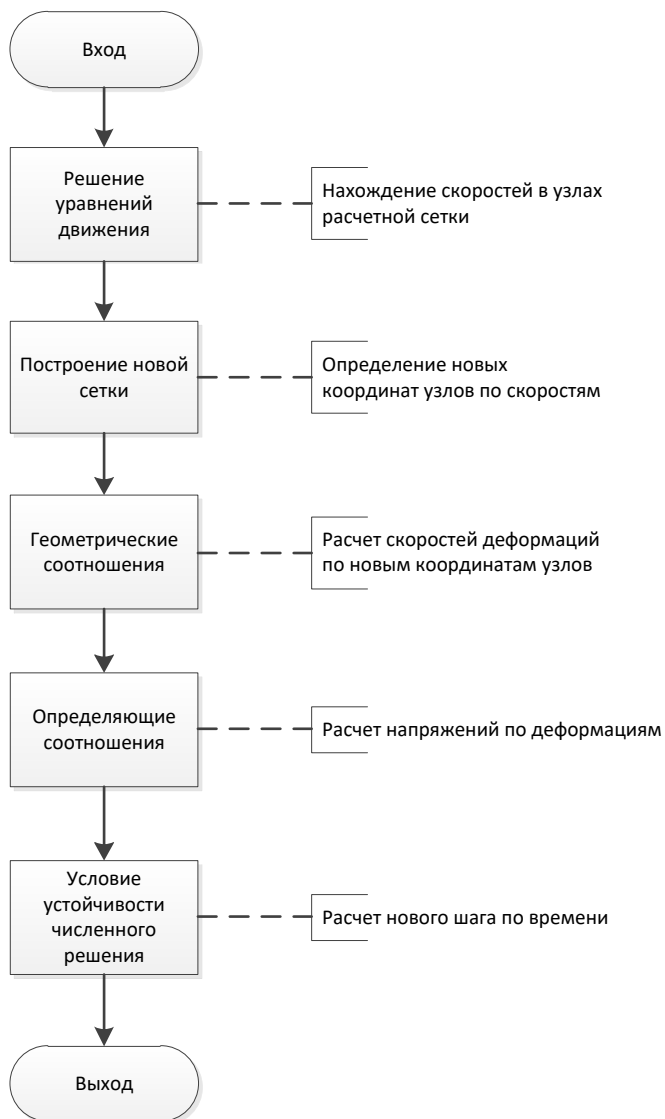 Вход
Решение
уравнений
движения
Нахождение скоростей в узлах
расчетной сетки
Построение новой
сетки
Определение новых
координат узлов по скоростям
Геометрические
соотношения
Расчет скоростей деформаций
по новым координатам узлов
Определяющие
соотношения
Расчет напряжений по деформациям
Условие
устойчивости
численного
решения
Расчет нового шага по времени
Выход